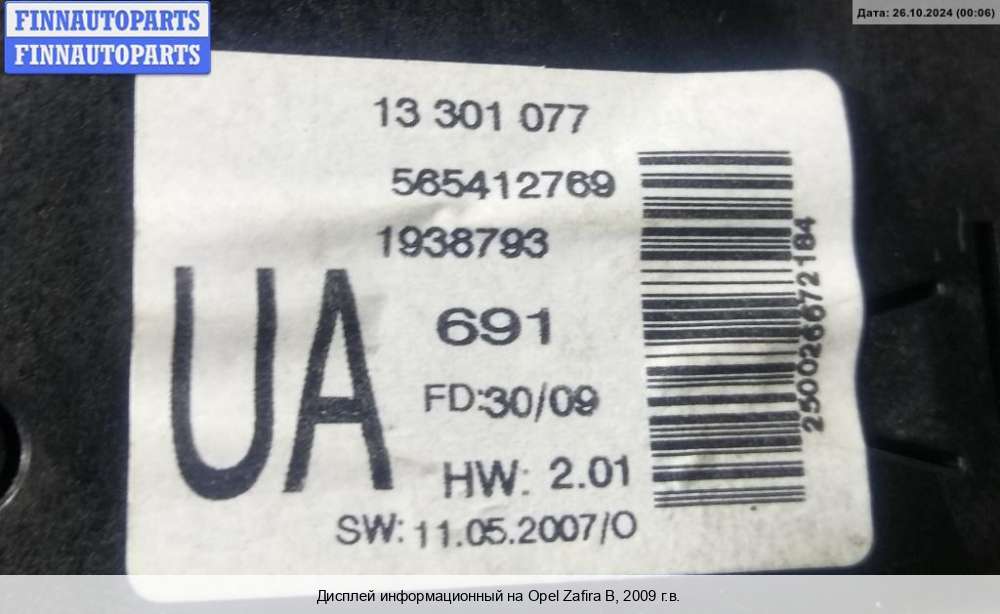 FINNAUTOPARTS
FINNAUTOPARTS
Дата: 26.10.2024 (00:06)
13 301 077
565412769
1938793
UA
691
FD:30/09
HW: 2.01
SW: 11.05.2007/O
250026672184
Дисплей информационный на Opel Zafira B, 2009 г.в.